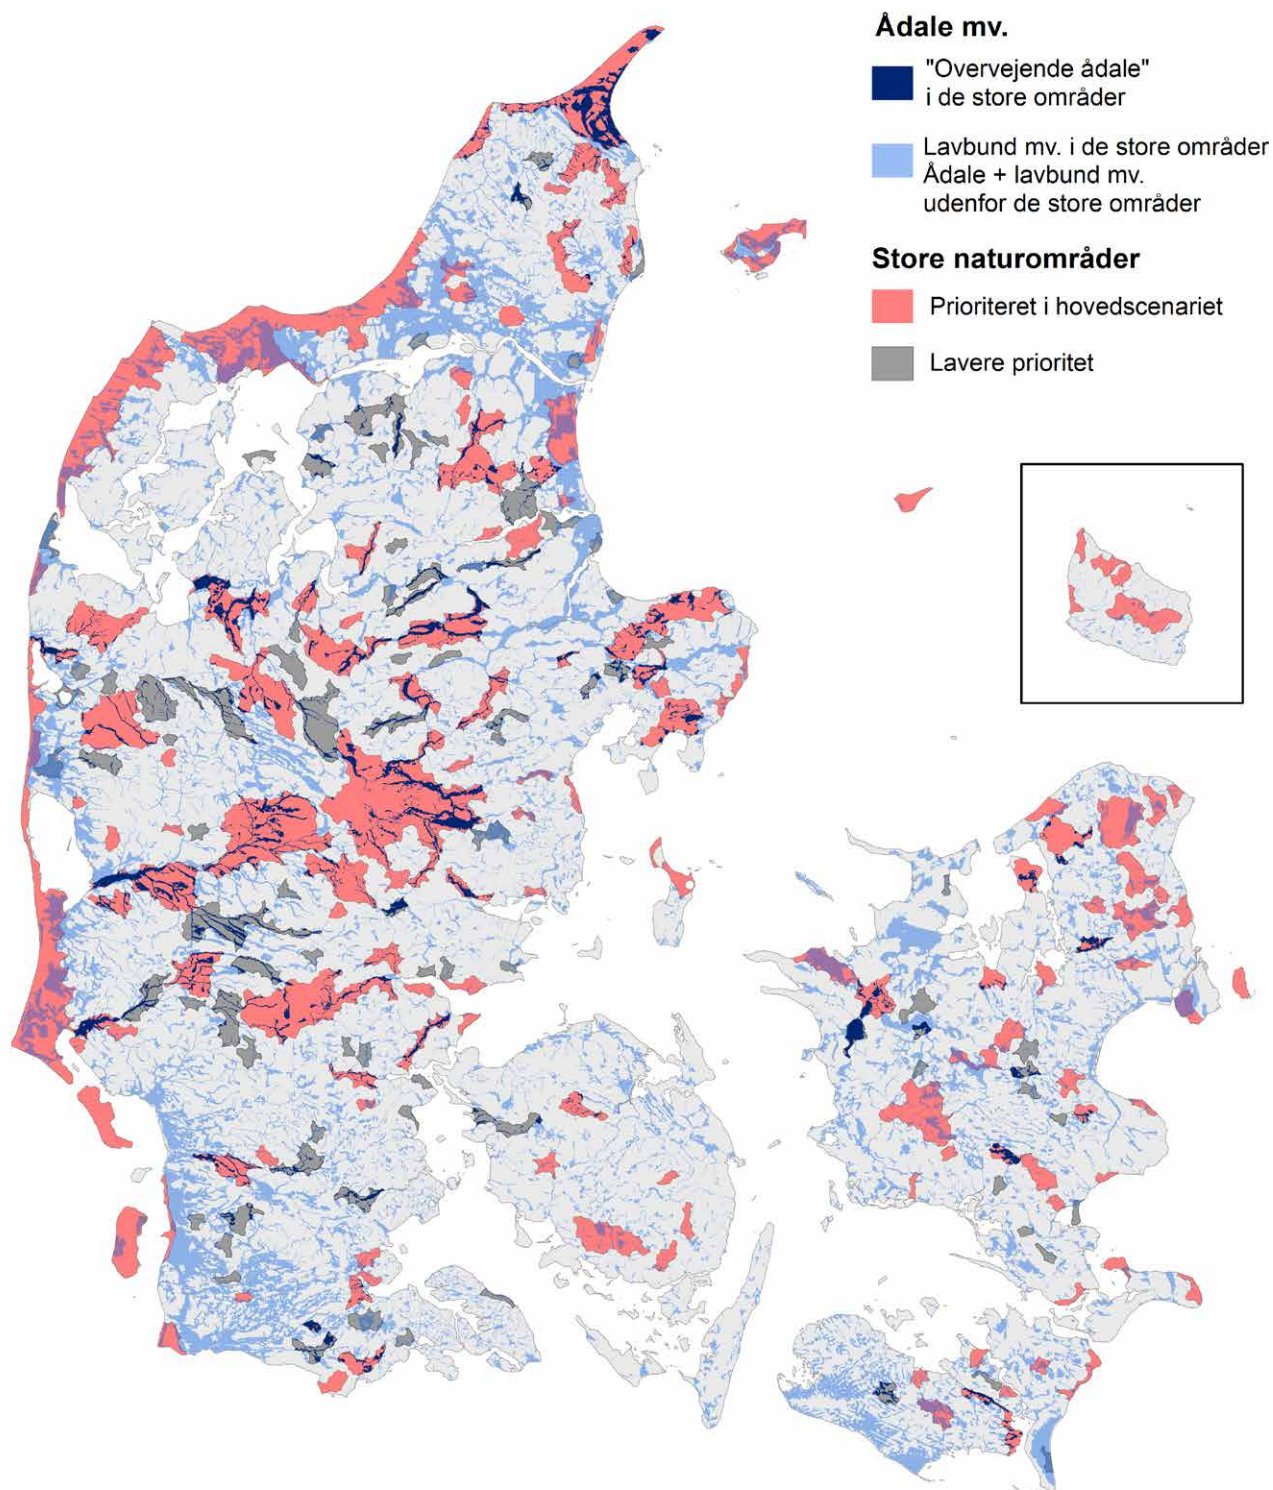 Ådale mv.
"Overvejende ådale"
i de store områder
Lavbund mv. i de store områder
Ådale + lavbund mv.
udenfor de store områder
Store naturområder
Prioriteret i hovedscenariet
Lavere prioritet